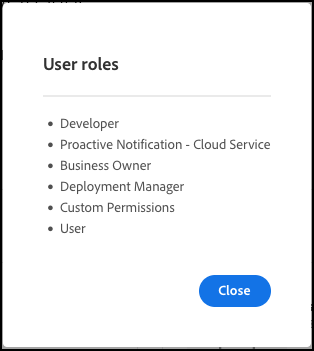 User roles
• Developer
• Proactive Notification - Cloud Service
• Business Owner
• Deployment Manager
• Custom Permissions
• User
Close